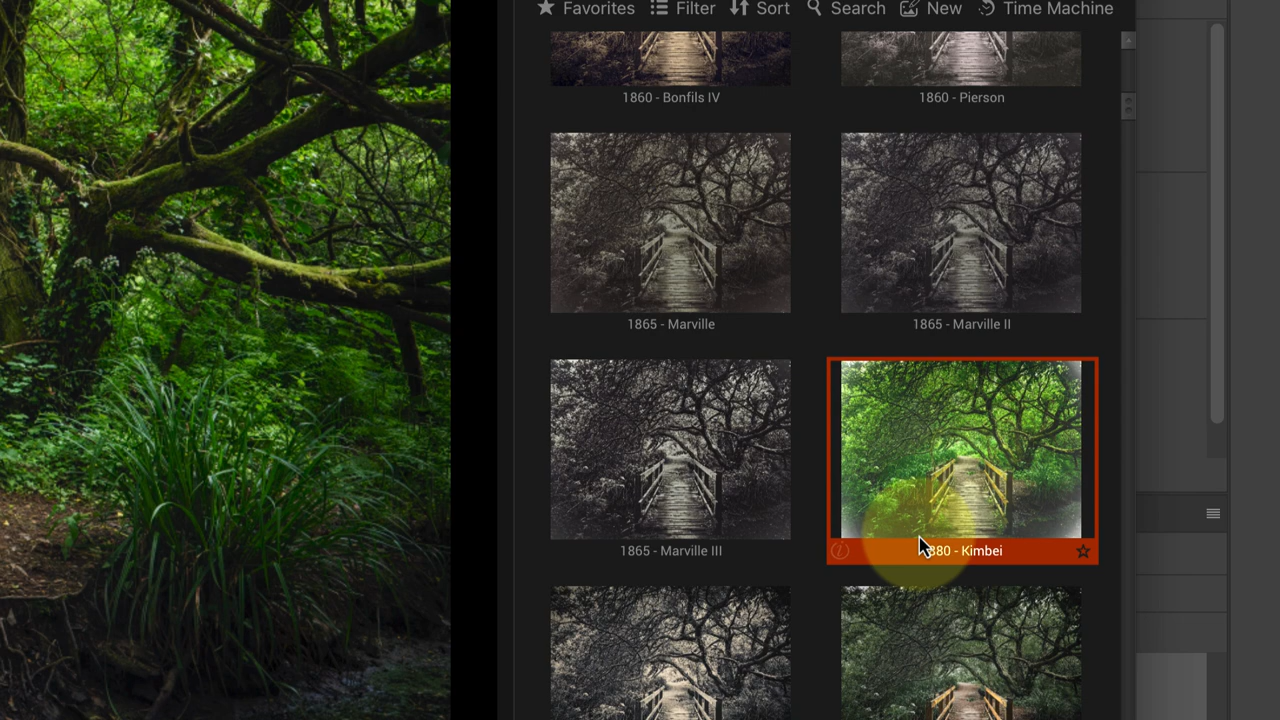 Favorites Filter Sort Search New Time Machine
1860 - Bonfils IV
1860 - Pierson
1865 - Marville
1865 - Marville II
1865 - Marville III
880 - Kimbei